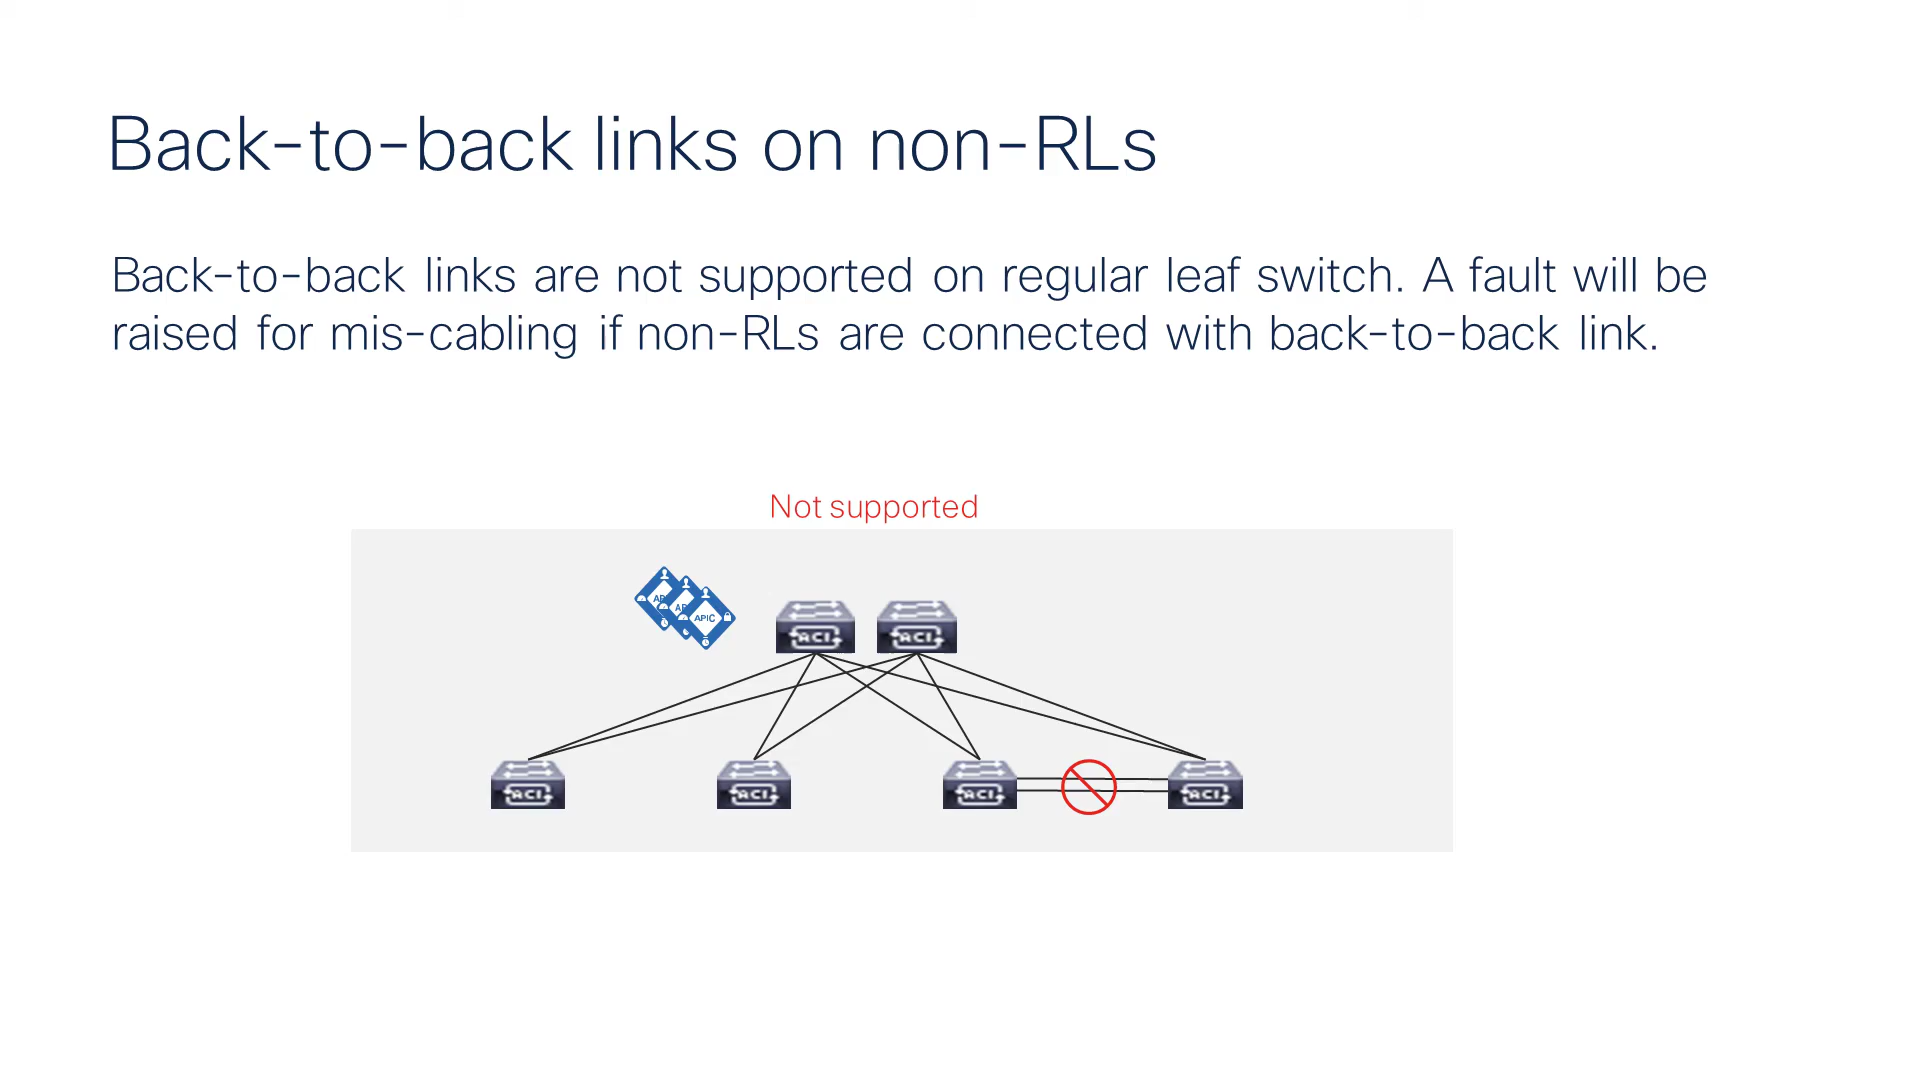 Back-to-back links on non-RLs
Back-to-back links are not supported on regular leaf switch. A fault will be
raised for mis-cabling if non-RLs are connected with back-to-back link.
Not supported
AP
AP
APIC
ACI
ACI
ACI
ACI
ACI
ACI